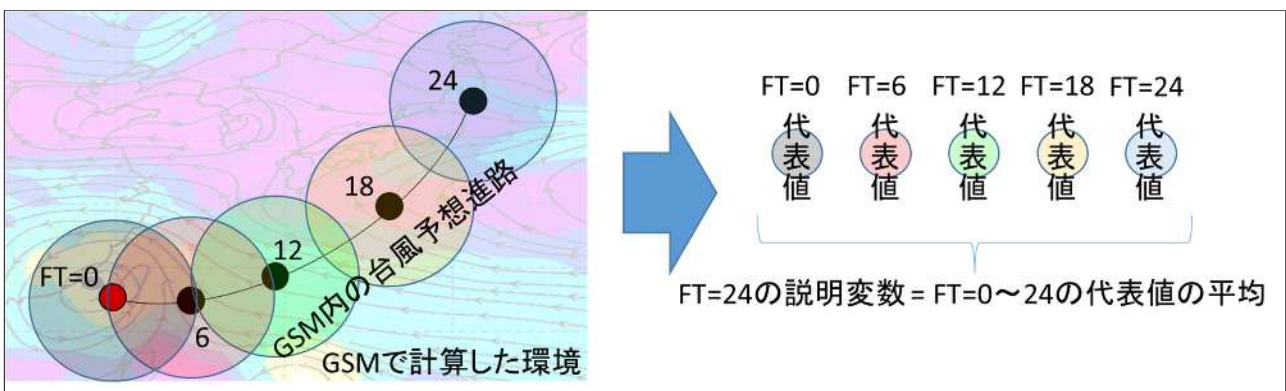 24
18
12
FT=0
6
GSM内の台風予想進路
GSMで計算した環境
FT=0 FT=6 FT=12 FT=18 FT=24
代表値 代表値 代表値 代表値 代表値
FT=24の説明変数 = FT=0～24の代表値の平均